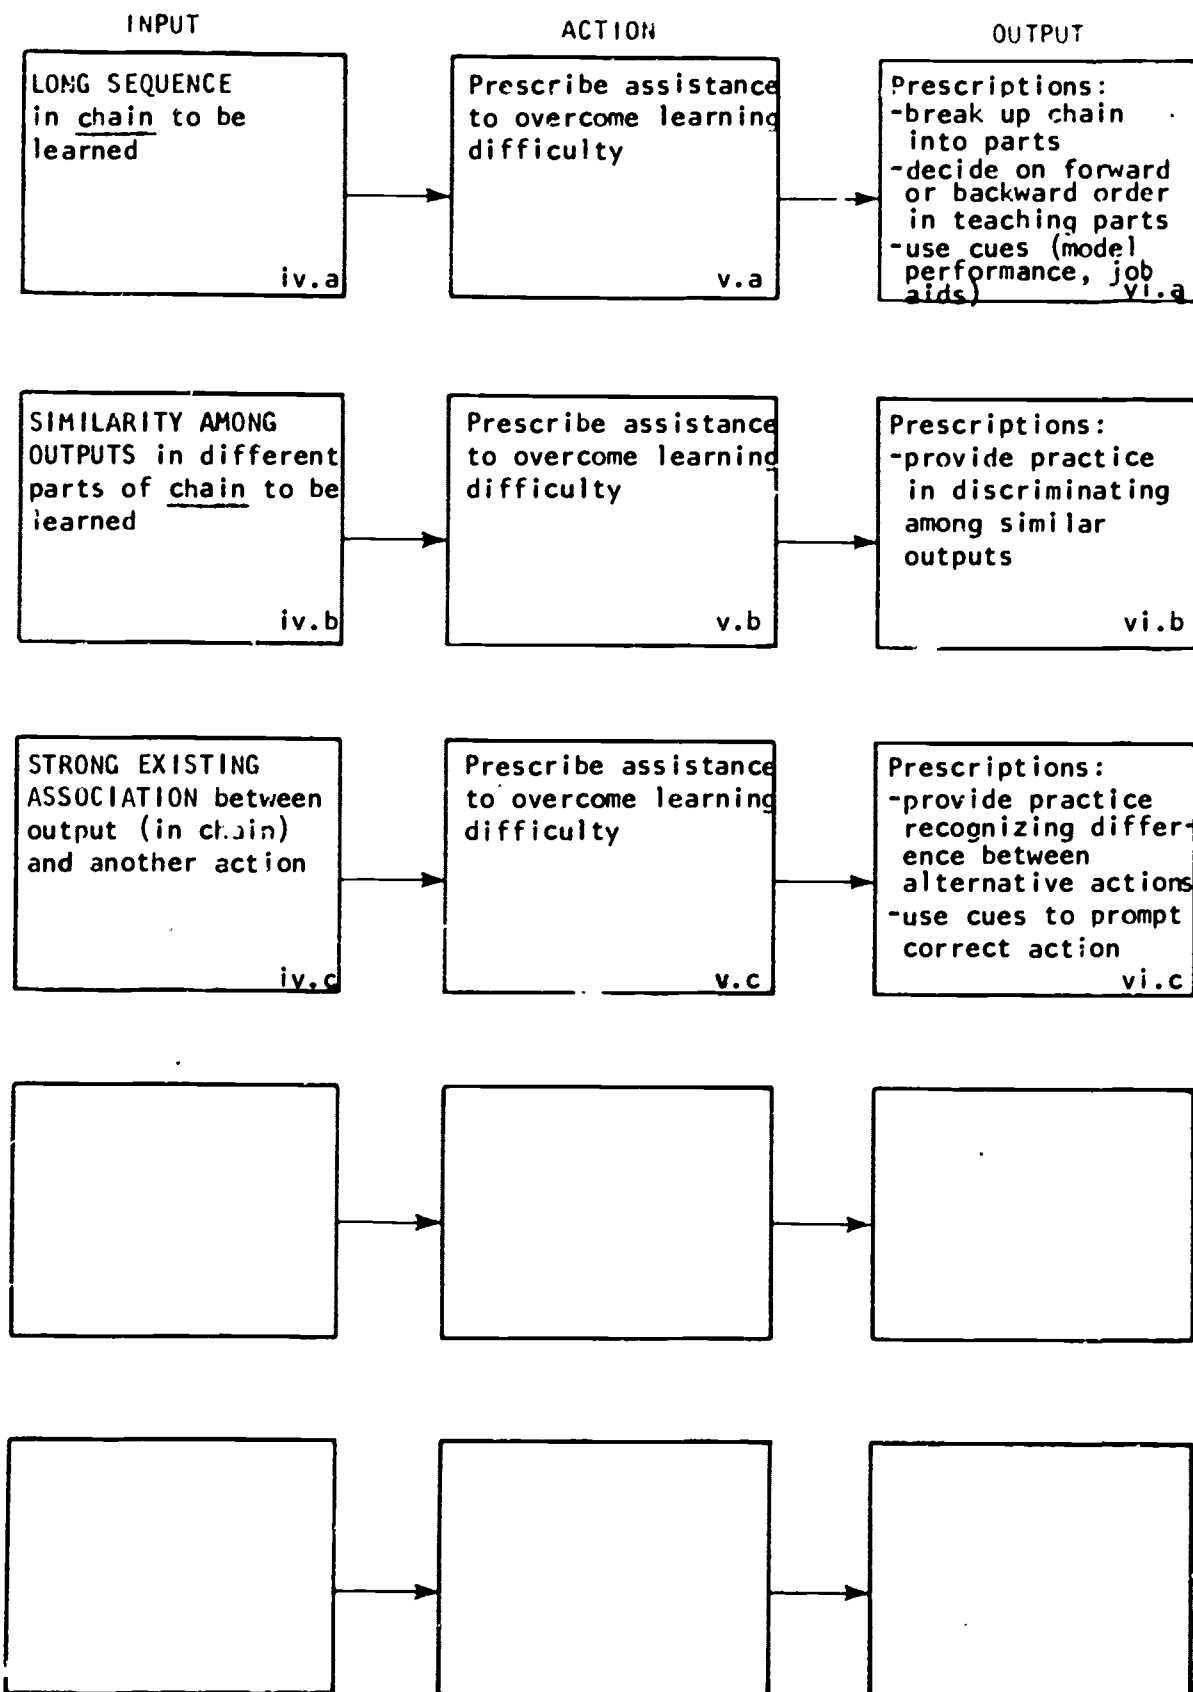 INPUT
ACTION
OUTPUT
LONG SEQUENCE
in chain to be
learned
iv.a
Prescribe assistance
to overcome learning
difficulty
v.a
Prescriptions:
-break up chain
into parts
-decide on forward
or backward order
in teaching parts
-use cues (model
performance, job
aids)
vi.a
SIMILARITY AMONG
OUTPUTS in different
parts of chain to be
learned
iv.b
Prescribe assistance
to overcome learning
difficulty
v.b
Prescriptions:
-provide practice
in discriminating
among similar
outputs
vi.b
STRONG EXISTING
ASSOCIATION between
output (in chain)
and another action
iv.c
Prescribe assistance
to overcome learning
difficulty
v.c
Prescriptions:
-provide practice
recognizing differ-
ence between
alternative actions
-use cues to prompt
correct action
vi.c